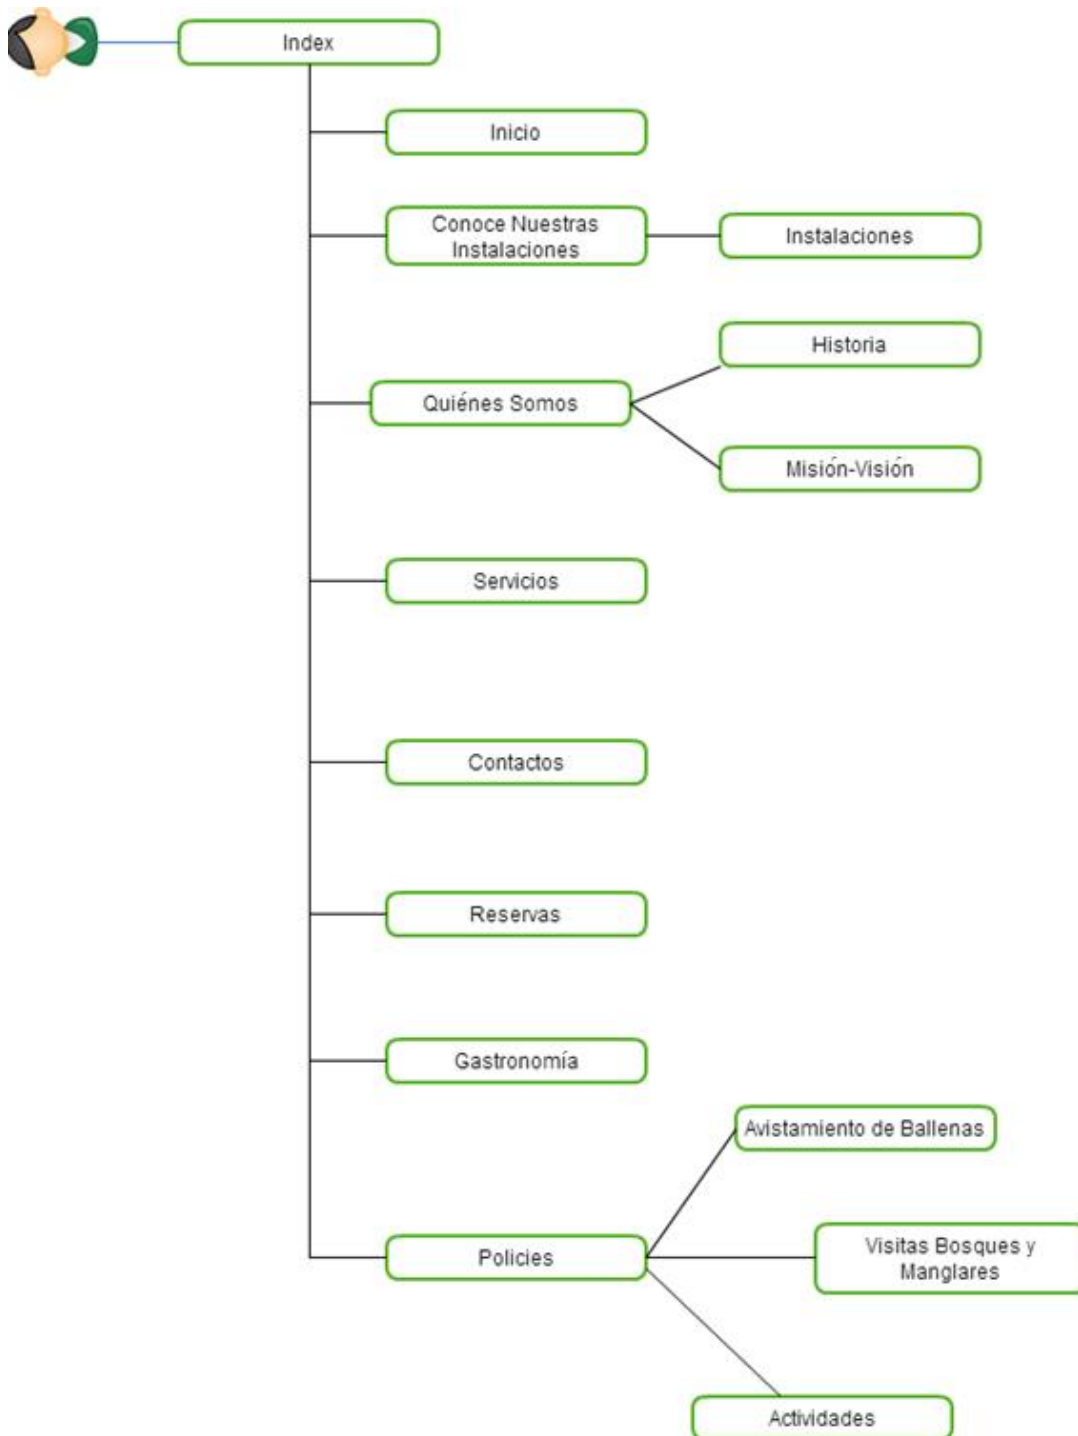 Index
Inicio
Conoce Nuestras
Instalaciones
Instalaciones
Historia
Quiénes Somos
Misión-Visión
Servicios
Contactos
Reservas
Gastronomía
Avistamiento de Ballenas
Policies
Visitas Bosques y
Manglares
Actividades